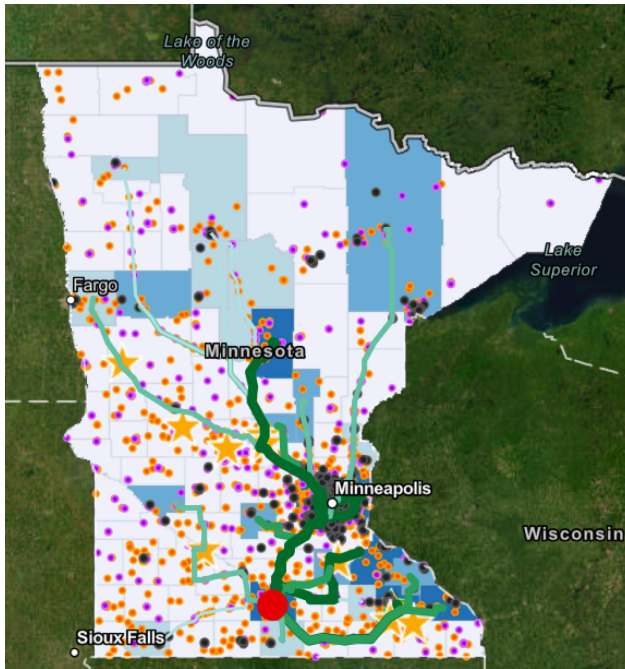 Lake of the
Woods
Fargo
Lake
Superior
Minnesota
Minneapolis
Wisconsin
Sioux Falls